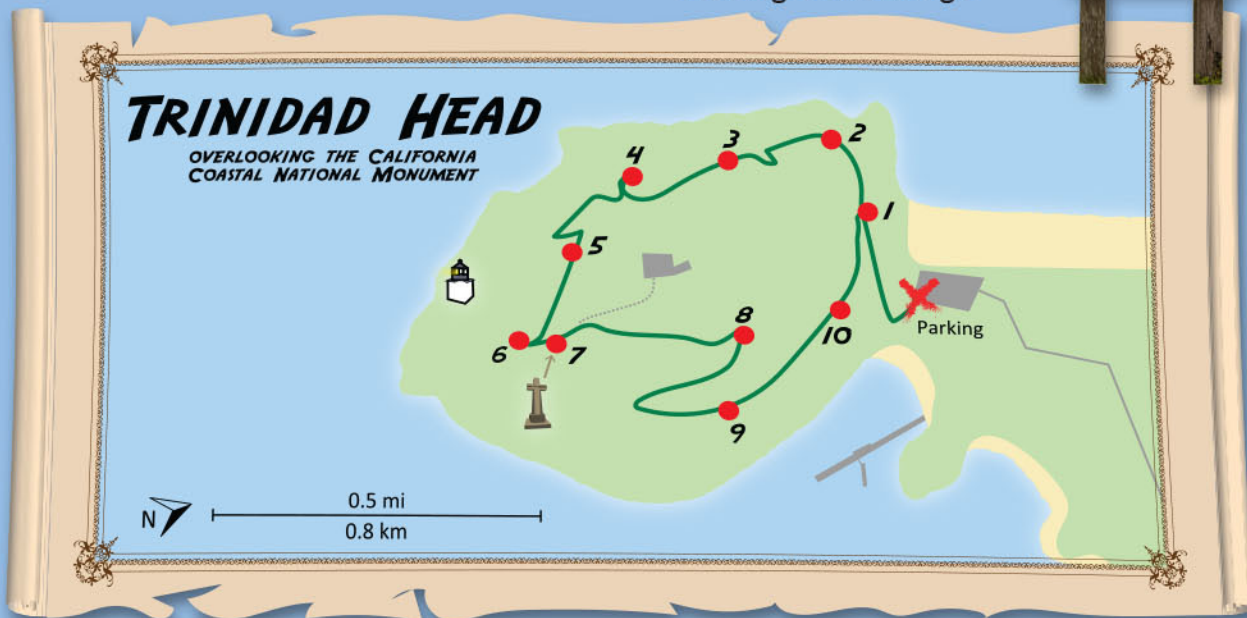 TRINIDAD HEAD
OVERLOOKING THE CALIFORNIA
COASTAL NATIONAL MONUMENT
2
3
4
1
5
Parking
8
10
6
7
9
N
0.5 mi
0.8 km